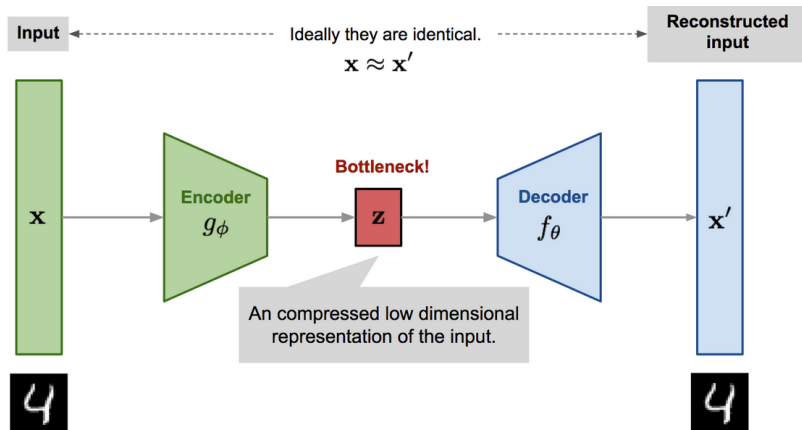 Input
Ideally they are identical.
x ≈ x′
Reconstructed
input
Bottleneck!
Encoder
gϕ
Decoder
fθ
x
z
x′
An compressed low dimensional
representation of the input.
4
4